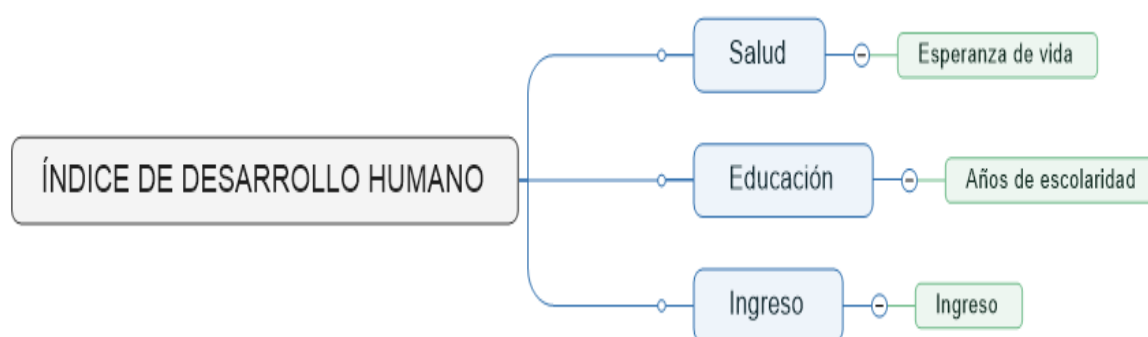 ÍNDICE DE DESARROLLO HUMANO
Salud
Esperanza de vida
Educación
Años de escolaridad
Ingreso
Ingreso